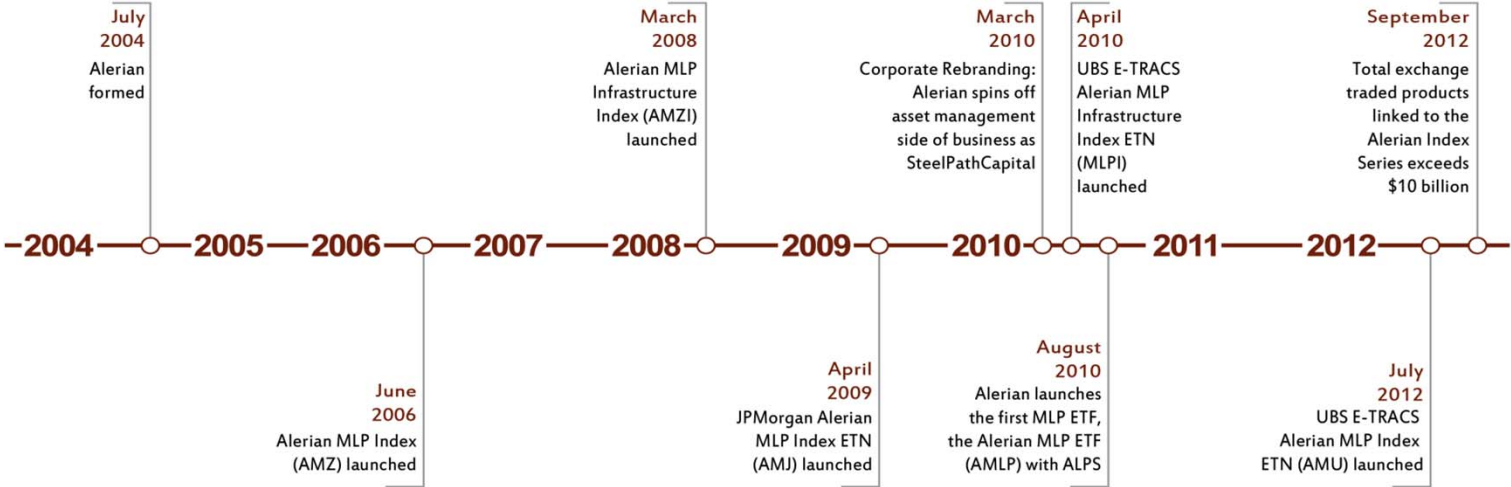 July
2004
Alerian
formed
March
2008
Alerian MLP
Infrastructure
Index (AMZI)
launched
March
2010
Corporate Rebranding:
Alerian spins off
asset management
side of business as
SteelPathCapital
April
2010
UBS E-TRACS
Alerian MLP
Infrastructure
Index ETN
(MLPI)
launched
September
2012
Total exchange
traded products
linked to the
Alerian Index
Series exceeds
$10 billion
2004
2005
2006
2007
2008
2009
2010
2011
2012
June
2006
Alerian MLP Index
(AMZ) launched
April
2009
JPMorgan Alerian
MLP Index ETN
(AMJ) launched
August
2010
Alerian launches
the first MLP ETF,
the Alerian MLP ETF
(AMLP) with ALPS
July
2012
UBS E-TRACS
Alerian MLP Index
ETN (AMU) launched